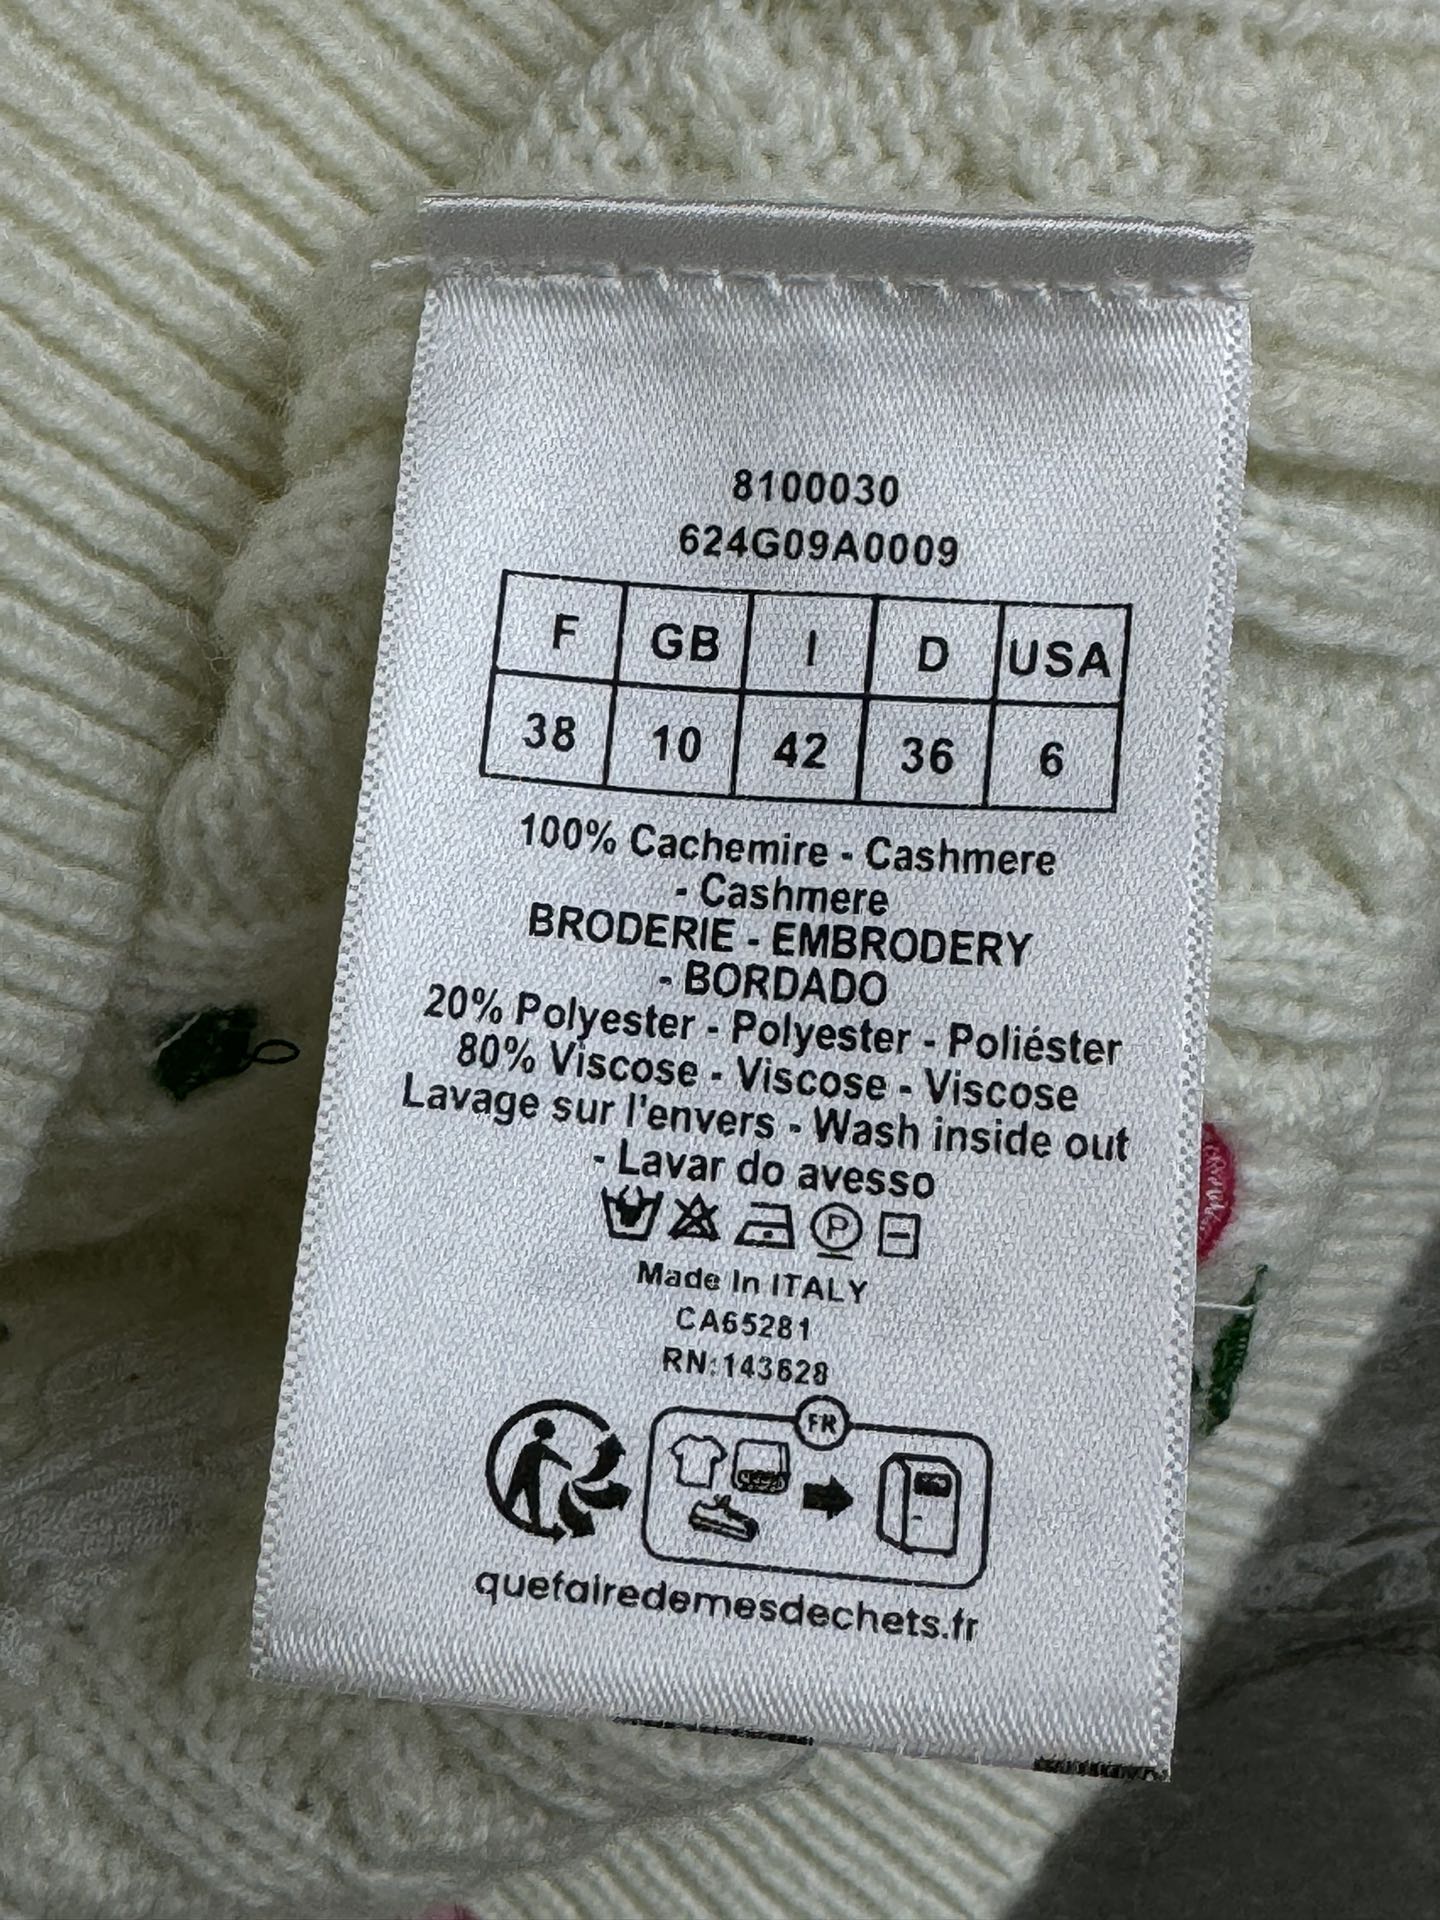 8100030
624G09A0009
F GB I D USA
38 10 42 36 6
100% Cachemire - Cashmere
- Cashmere
BRODERIE - EMBRODERY
- BORDADO
20% Polyester - Polyester - Poliéster
80% Viscose - Viscose - Viscose
Lavage sur l'envers - Wash inside out
- Lavar do avesso
P
Made In ITALY
CA65281
RN:143628
FR
quefairedemesdechets.fr